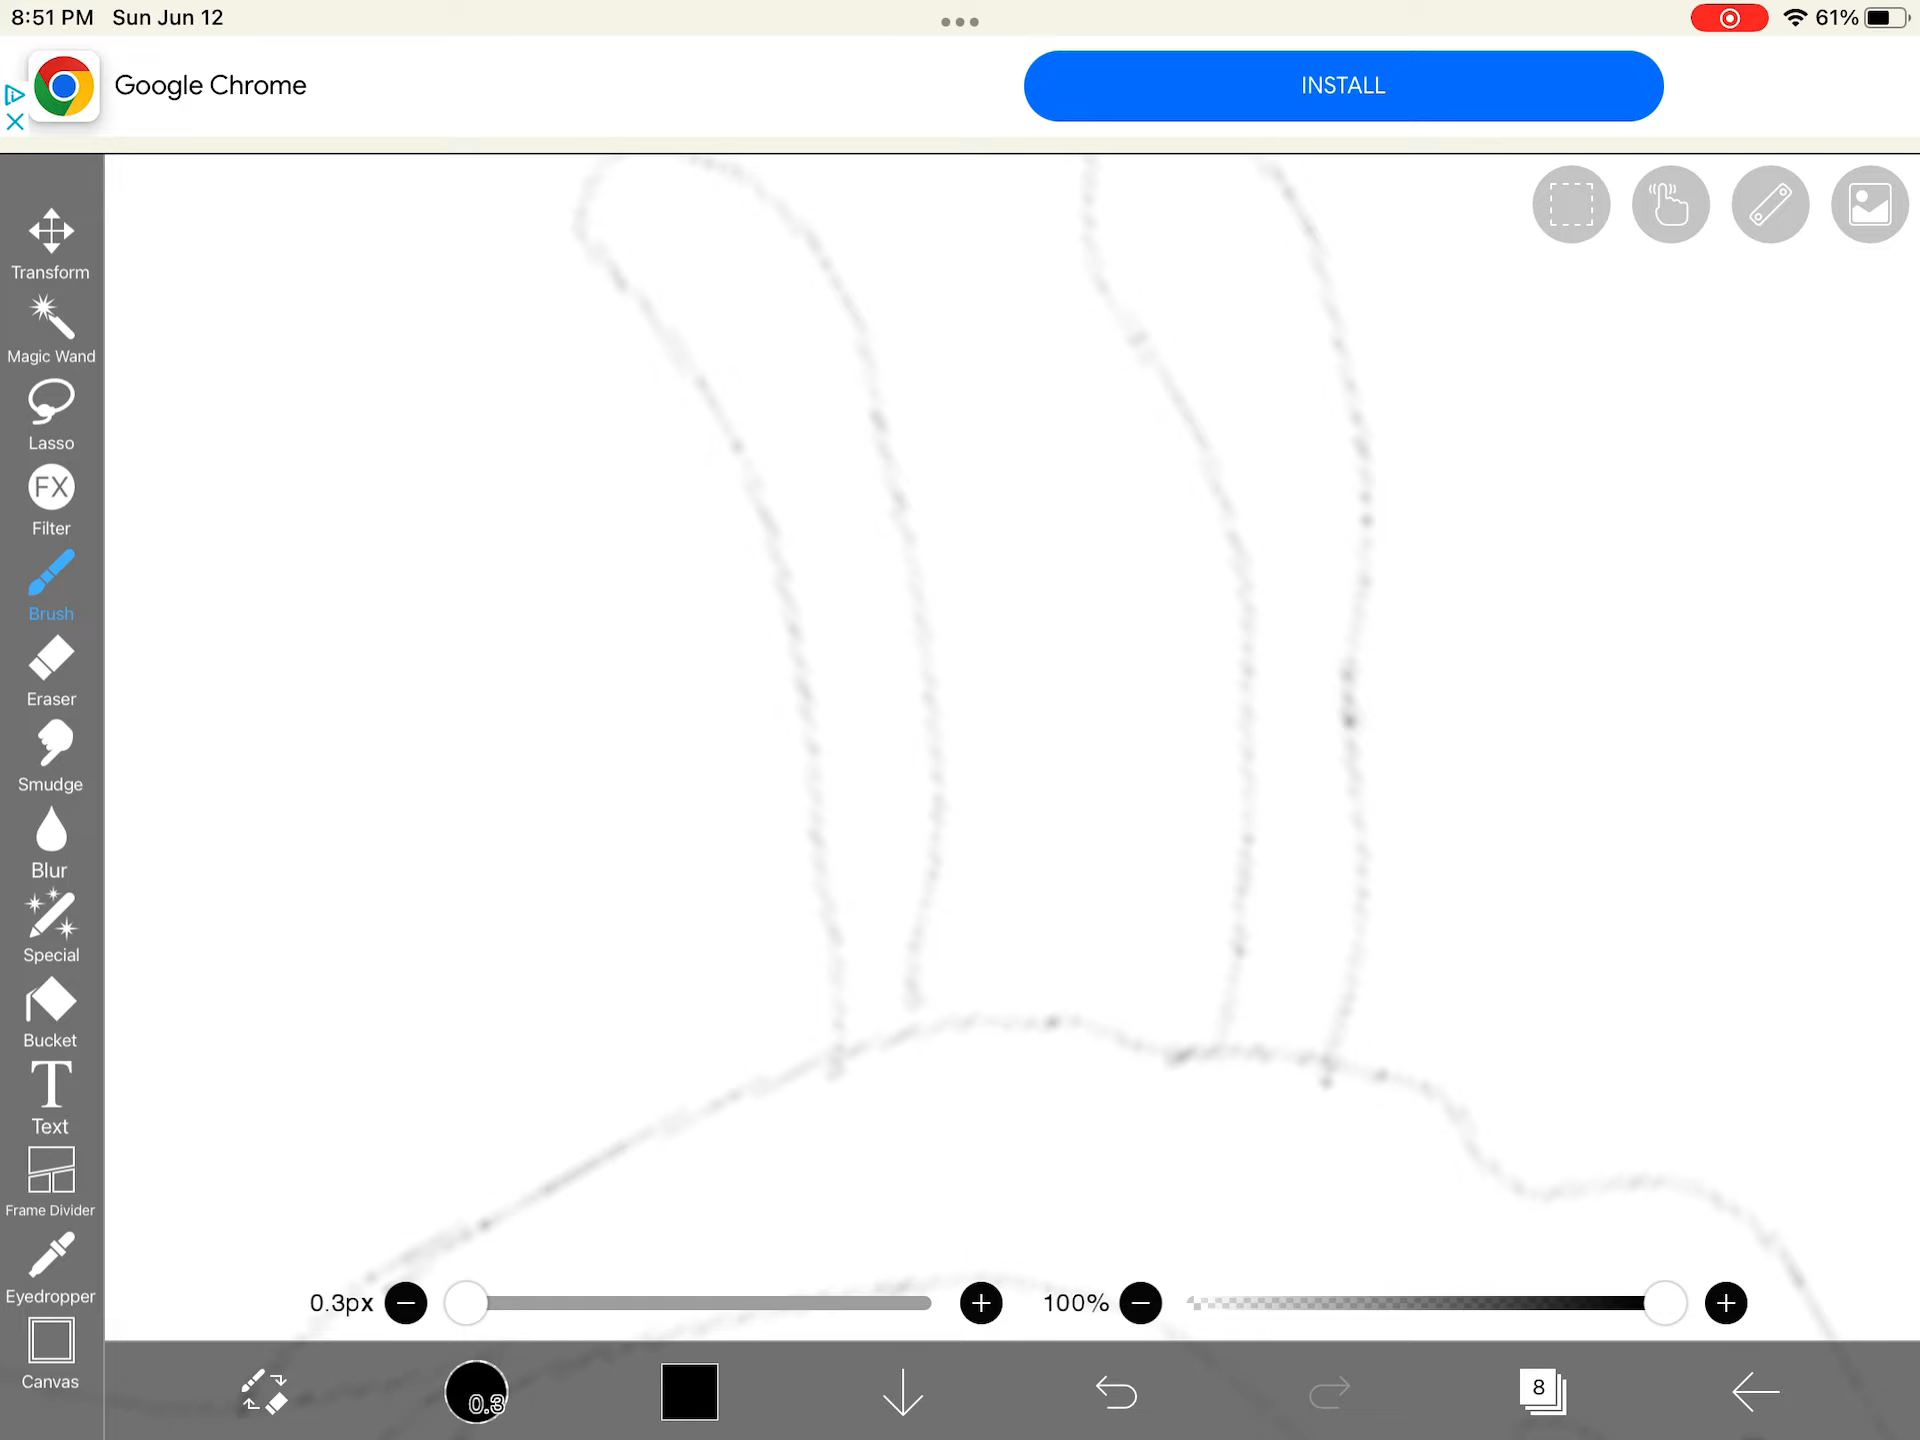 8:51 PM Sun Jun 12
61%
Google Chrome
INSTALL
Transform
Magic Wand
Lasso
FX
Filter
Brush
Eraser
Smudge
Blur
Special
Bucket
T
Text
Frame Divider
Eyedropper
Canvas
0.3px
100%
0.3
8